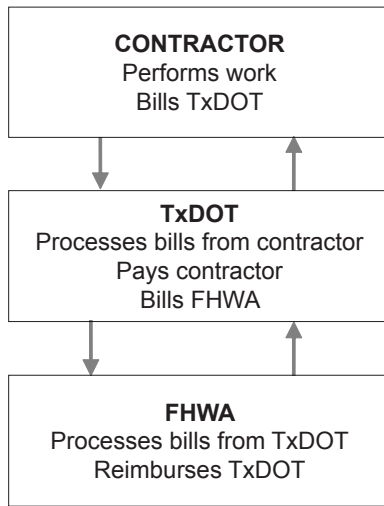 CONTRACTOR
Performs work
Bills TxDOT
TxDOT
Processes bills from contractor
Pays contractor
Bills FHWA
FHWA
Processes bills from TxDOT
Reimburses TxDOT